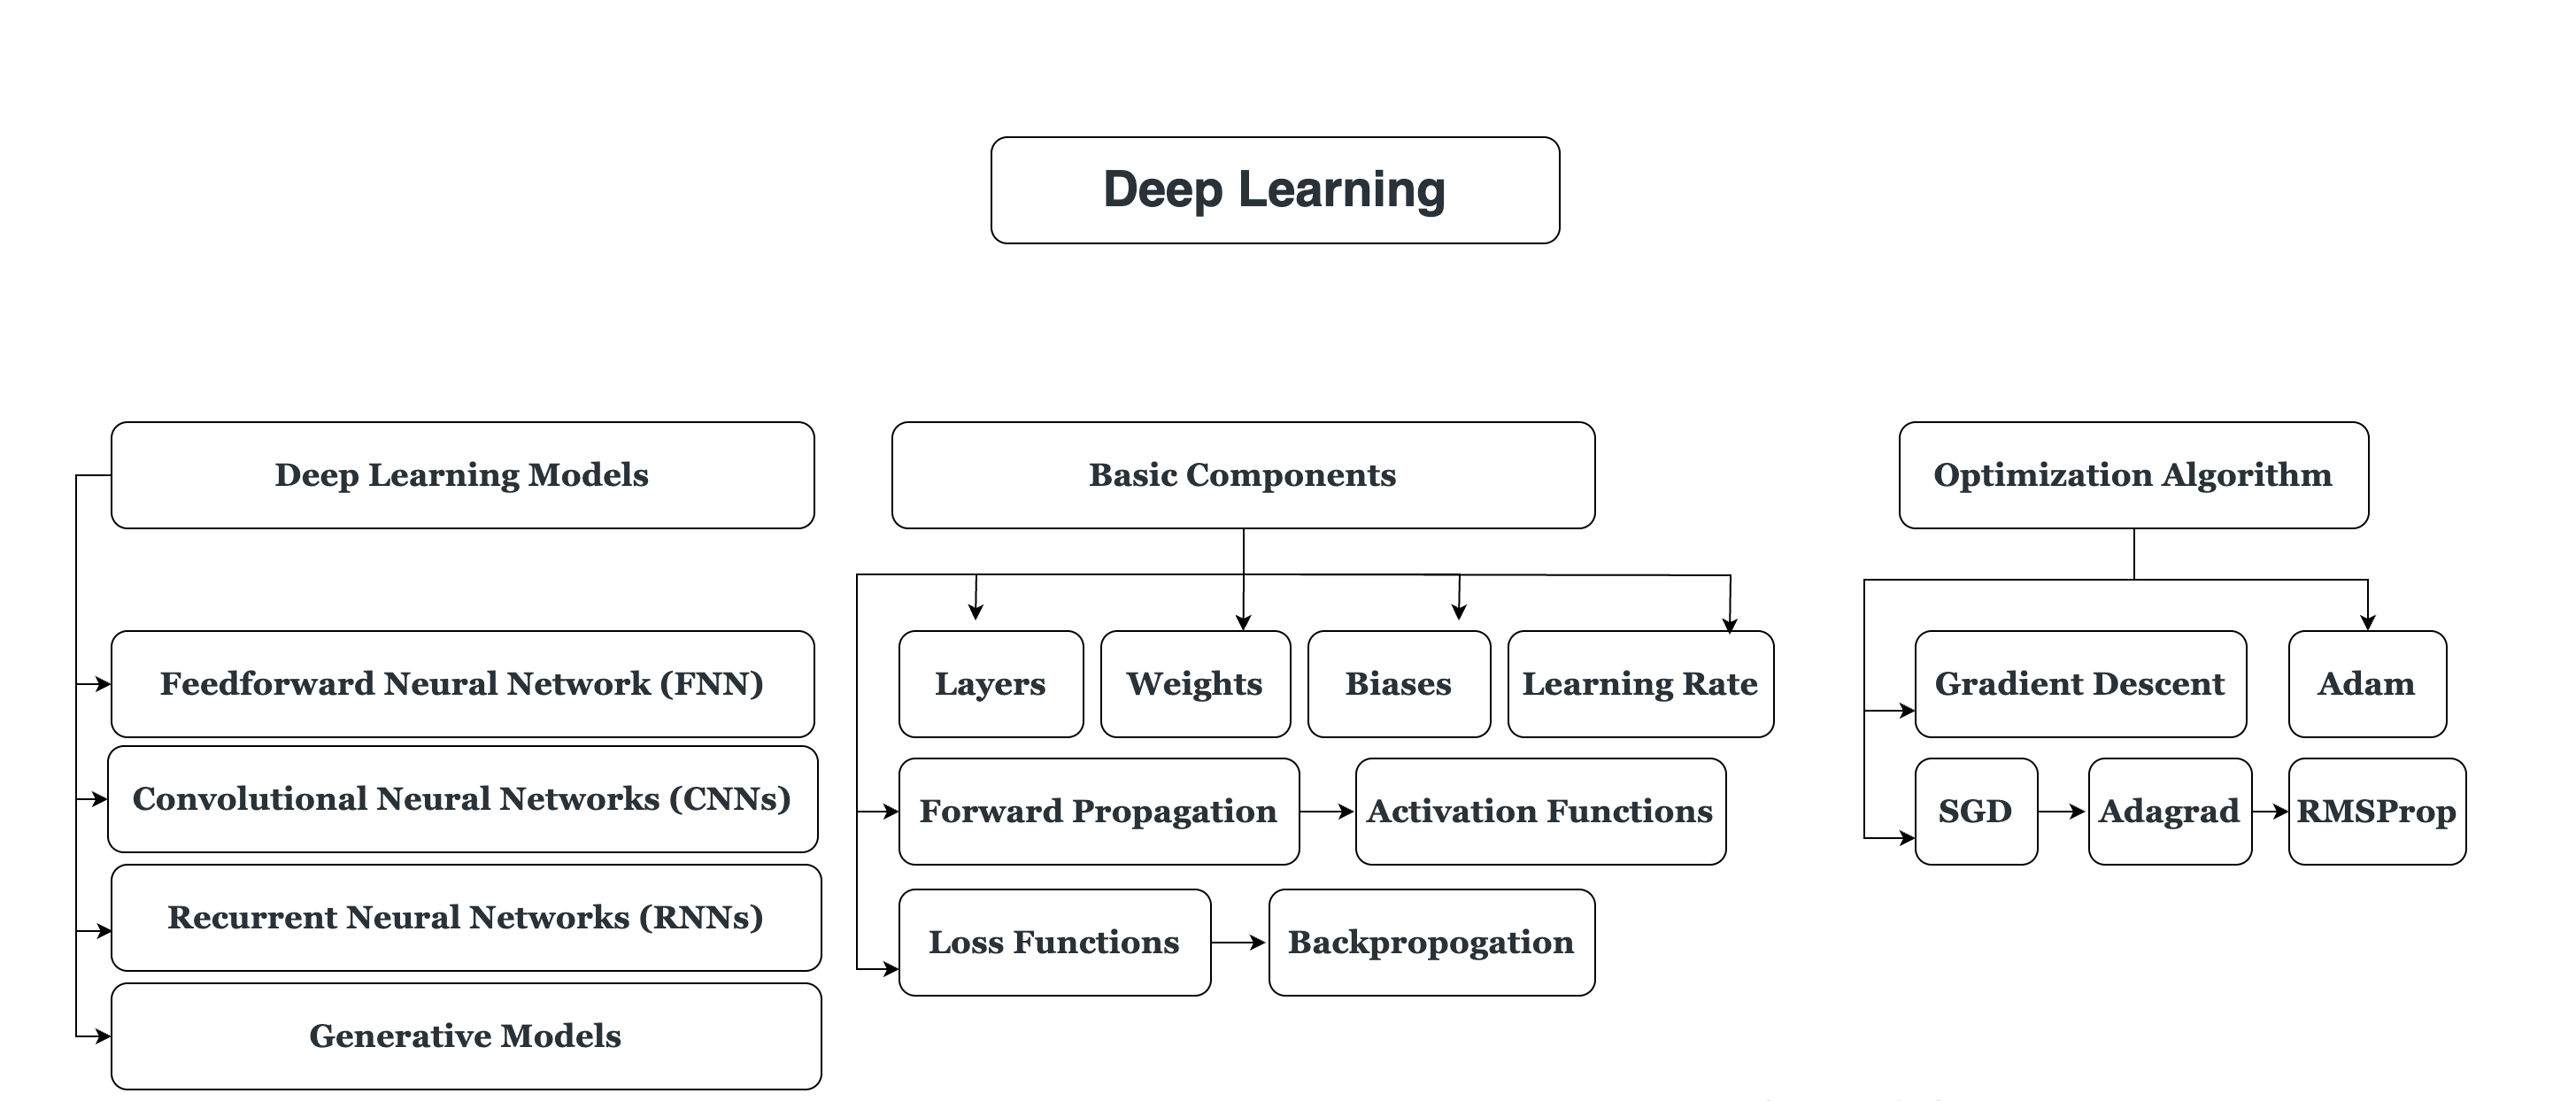 Deep Learning
Deep Learning Models
Basic Components
Optimization Algorithm
Feedforward Neural Network (FNN)
Convolutional Neural Networks (CNNs)
Recurrent Neural Networks (RNNs)
Generative Models
Layers
Weights
Biases
Learning Rate
Forward Propagation
Activation Functions
Loss Functions
Backpropogation
Gradient Descent
Adam
SGD
Adagrad
RMSProp